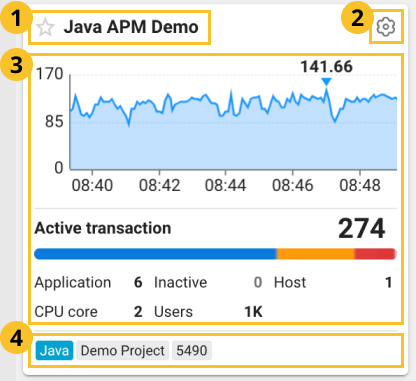 1
Java APM Demo
2
3
141.66
170
85
0
08:40 08:42 08:44 08:46 08:48
Active transaction 274
Application 6 Inactive 0 Host 1
CPU core 2 Users 1K
4
Java Demo Project 5490